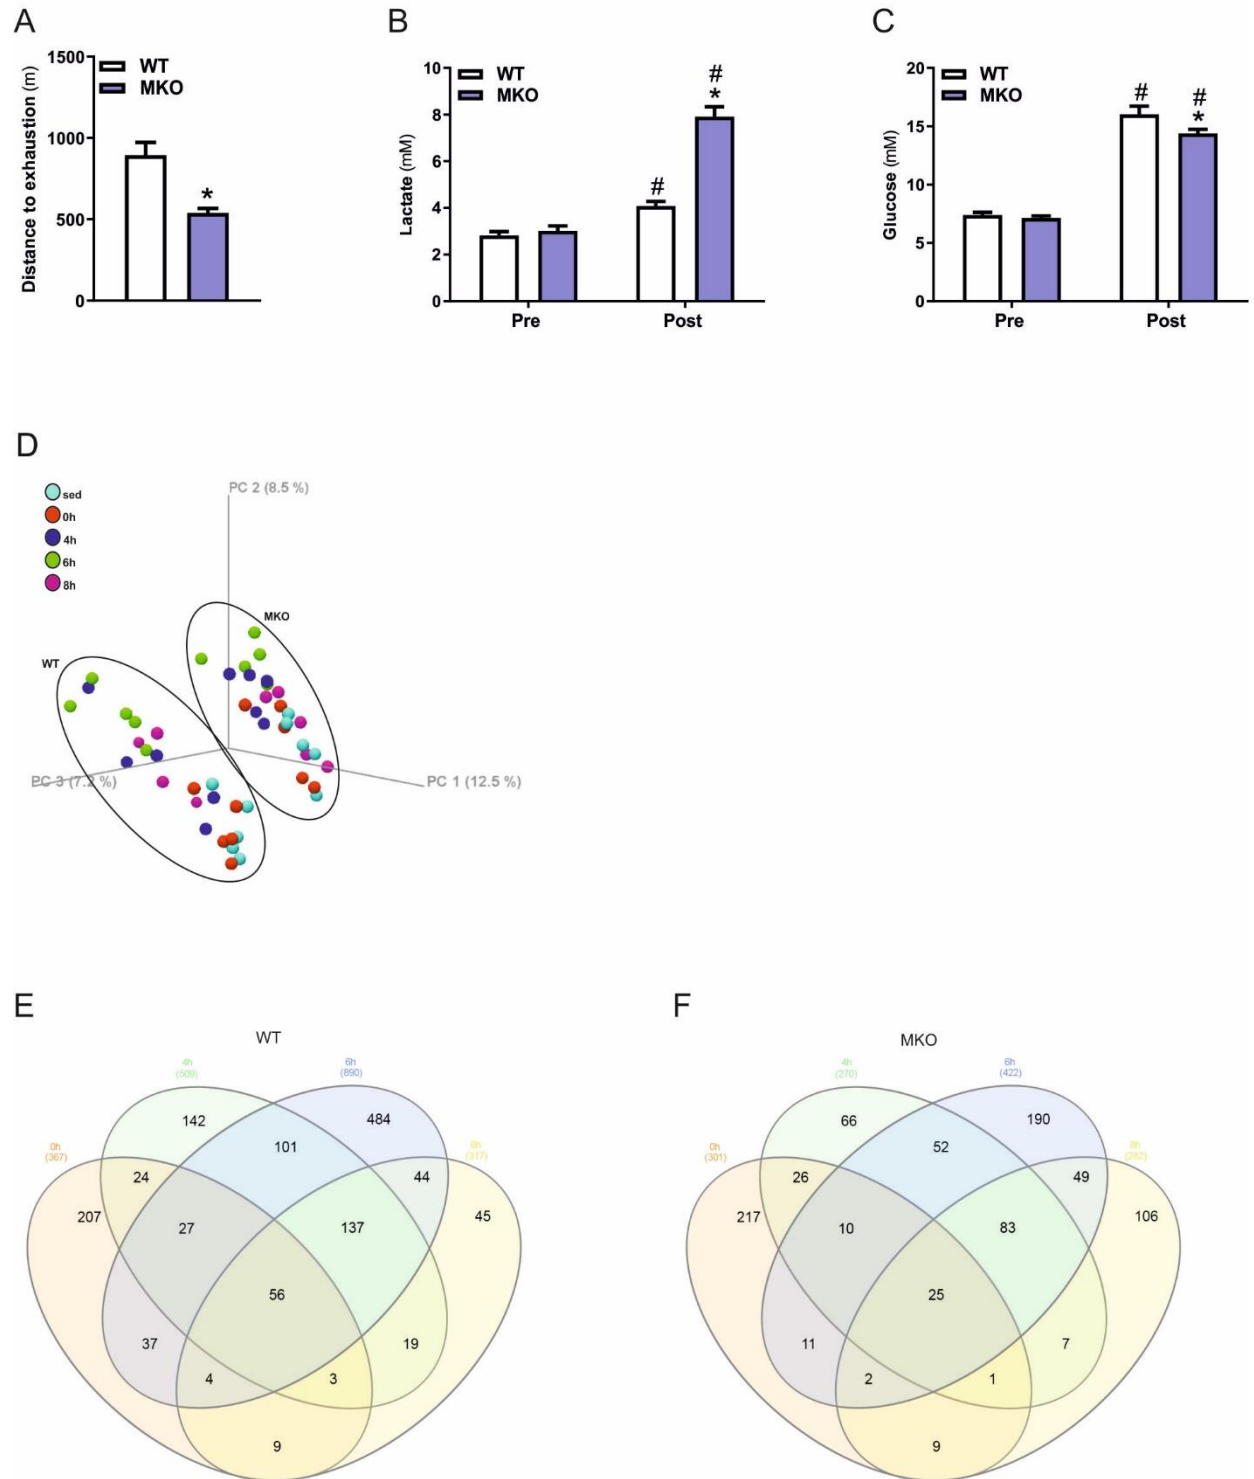 A
Distance to exhaustion (m)
1500
1000
500
0
WT
MKO
*
B
Lactate (mM)
10
8
6
4
2
0
WT
MKO
#
#
*
Pre
Post
C
Glucose (mM)
20
15
10
5
0
WT
MKO
#
#
*
Pre
Post
D
sed
0h
4h
6h
8h
PC 2 (8.5 %)
MKO
WT
PC 3 (7.2 %)
PC 1 (12.5 %)
E
WT
4h
(509)
6h
(890)
0h
(367)
8h
(317)
142
484
101
24
44
207
45
27
137
56
37
19
4
3
9
F
MKO
4h
(270)
6h
(422)
0h
(301)
8h
(282)
66
190
52
26
49
217
106
10
83
25
11
7
2
1
9